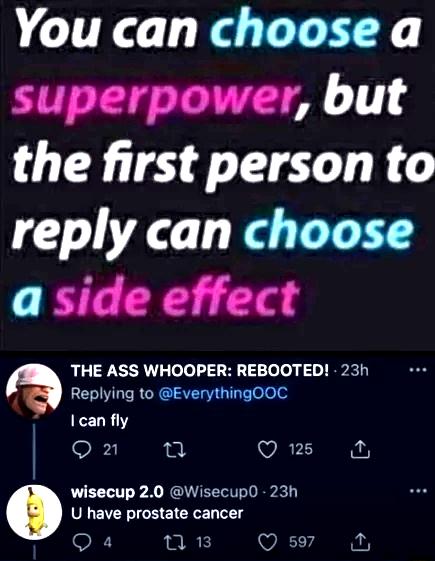 You can choose a
superpower, but
the first person to
reply can choose
a side effect
THE ASS WHOOPER: REBOOTED! · 23h
Replying to @EverythingOOC
I can fly
21 125
wisecup 2.0 @Wisecup0 · 23h
U have prostate cancer
4 13 597